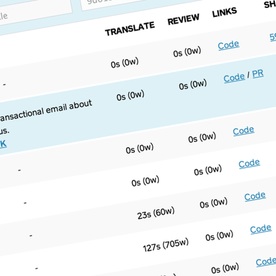 TRANSLATE REVIEW LINKS
- 0s (0w) 0s (0w) Code
ansactional email about 0s (0w) 0s (0w) Code / PR
us.
K
- 0s (0w) 0s (0w) Code
- 0s (0w) 0s (0w) Code
- 23s (60w) 0s (0w) Code
- 127s (705w) 0s (0w) Code
0s (0w) Code